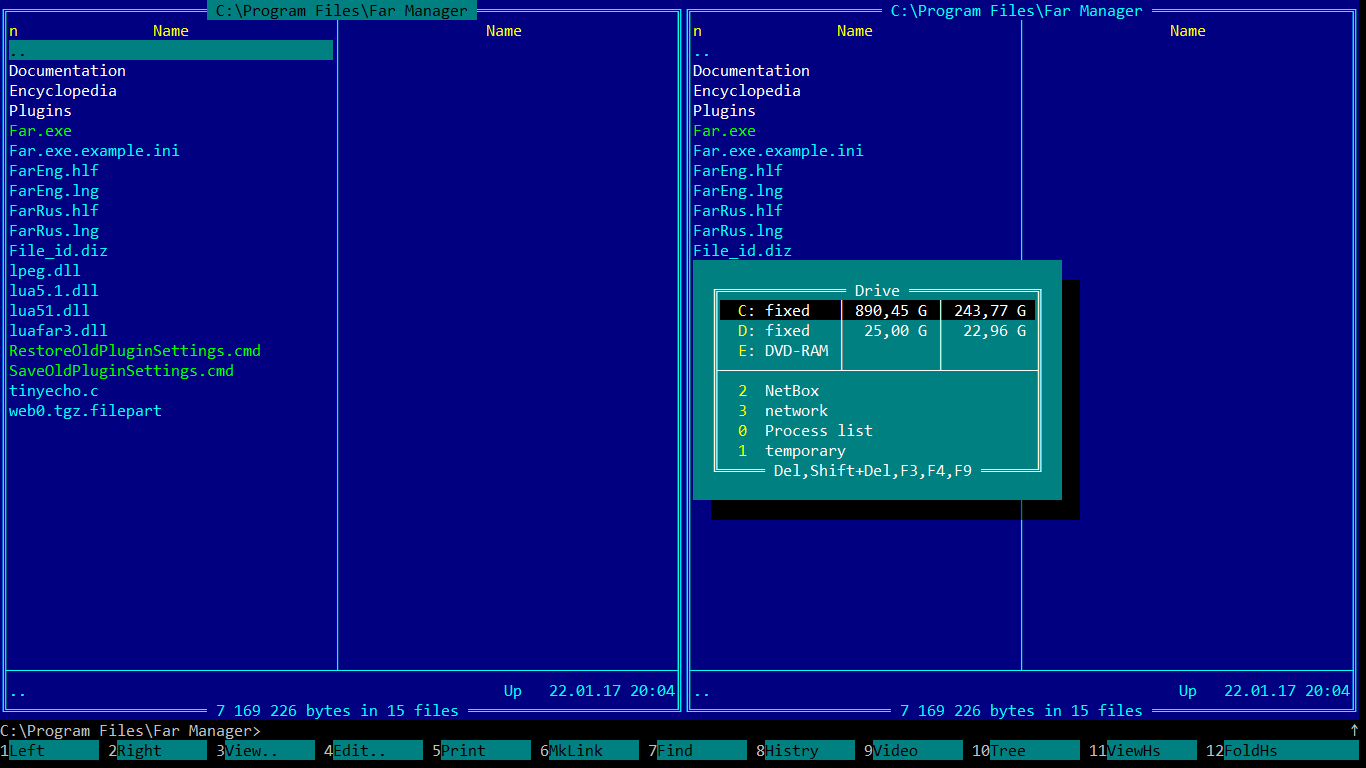 C:\Program Files\Far Manager
n Name Name
..
Documentation
Encyclopedia
Plugins
Far.exe
Far.exe.example.ini
FarEng.hlf
FarEng.lng
FarRus.hlf
FarRus.lng
File_id.diz
lpeg.dll
lua5.1.dll
lua51.dll
luafar3.dll
RestoreOldPluginSettings.cmd
SaveOldPluginSettings.cmd
tinyecho.c
web0.tgz.filepart
.. Up 22.01.17 20:04
7 169 226 bytes in 15 files
C:\Program Files\Far Manager
n Name Name
..
Documentation
Encyclopedia
Plugins
Far.exe
Far.exe.example.ini
FarEng.hlf
FarEng.lng
FarRus.hlf
FarRus.lng
File_id.diz
Drive
C: fixed 890,45 G 243,77 G
D: fixed 25,00 G 22,96 G
E: DVD-RAM
2 NetBox
3 network
0 Process list
1 temporary
Del,Shift+Del,F3,F4,F9
.. Up 22.01.17 20:04
7 169 226 bytes in 15 files
C:\Program Files\Far Manager> ↑
1Left 2Right 3View.. 4Edit.. 5Print 6MkLink 7Find 8Histry 9Video 10Tree 11ViewHs 12FoldHs